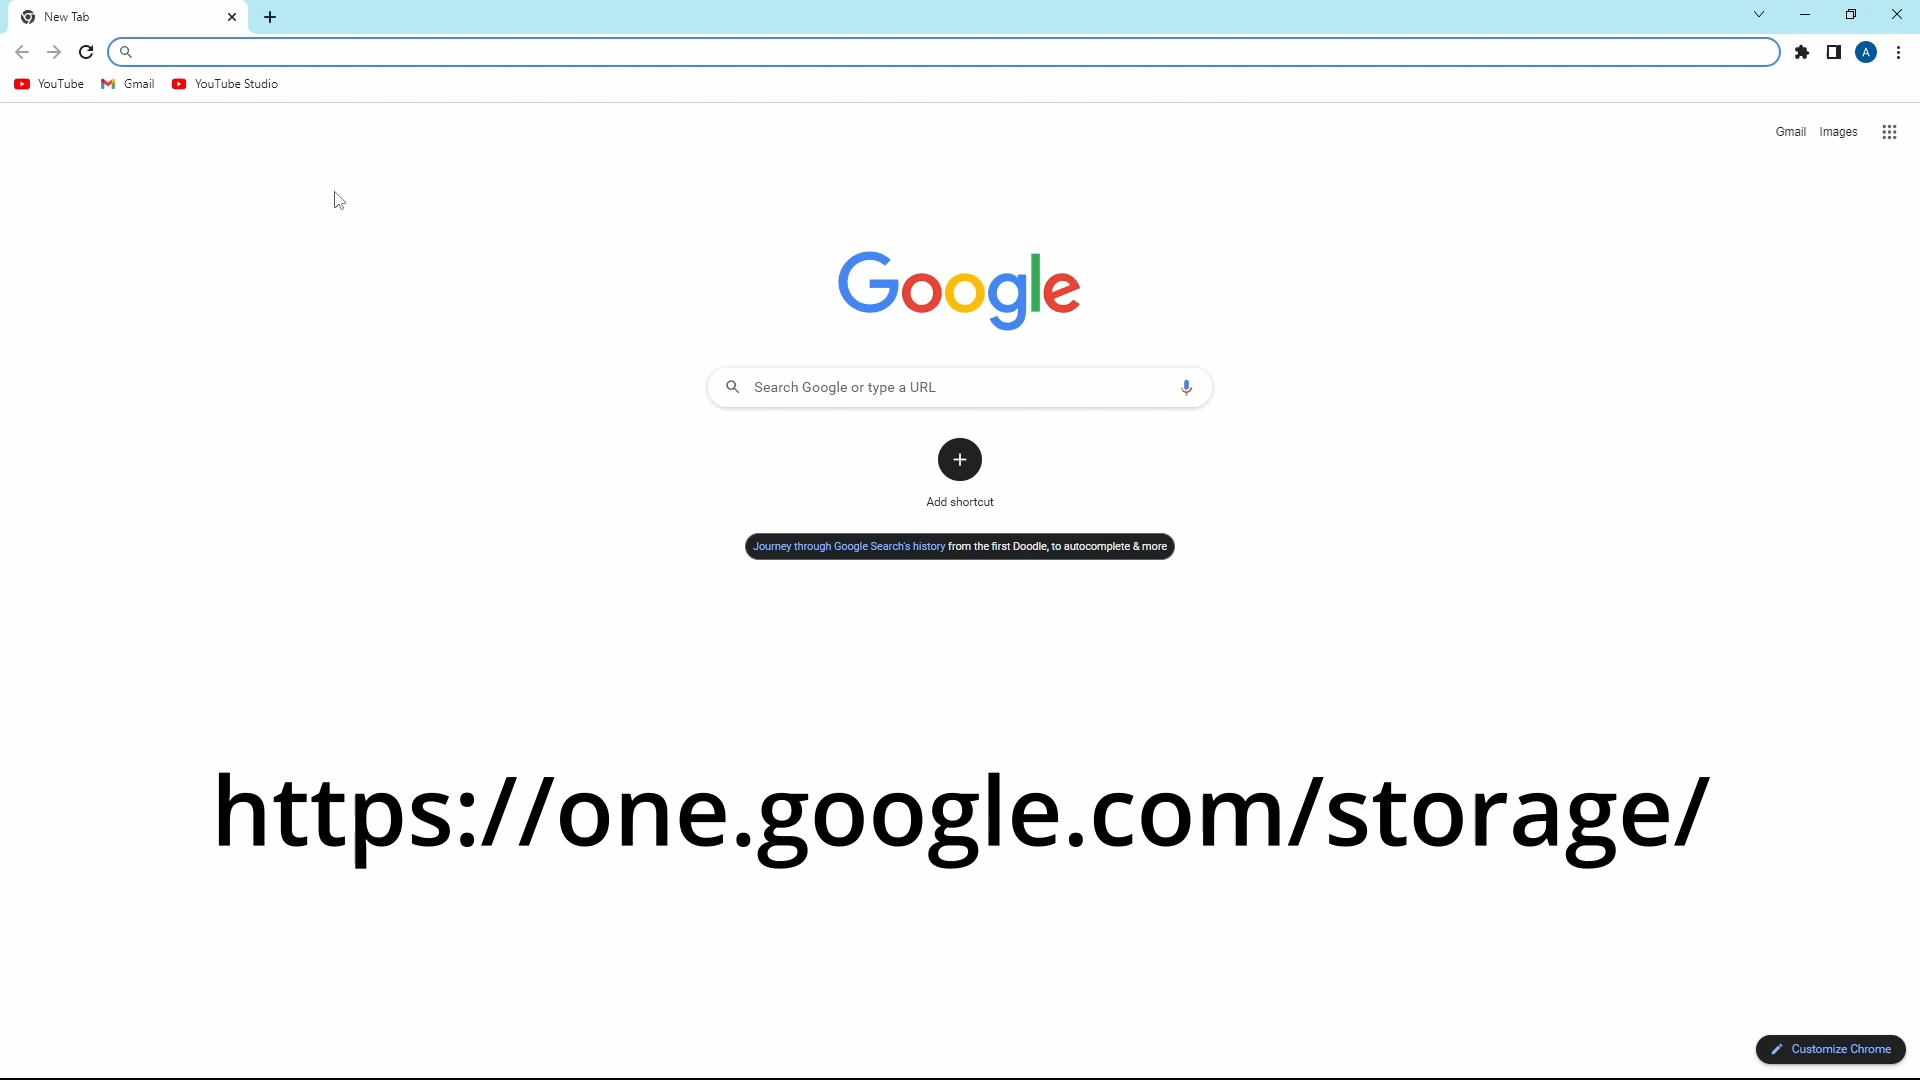 New Tab
YouTube Gmail YouTube Studio
Gmail Images
A
Google
Search Google or type a URL
Add shortcut
Journey through Google Search's history from the first Doodle, to autocomplete & more
https://one.google.com/storage/
Customize Chrome